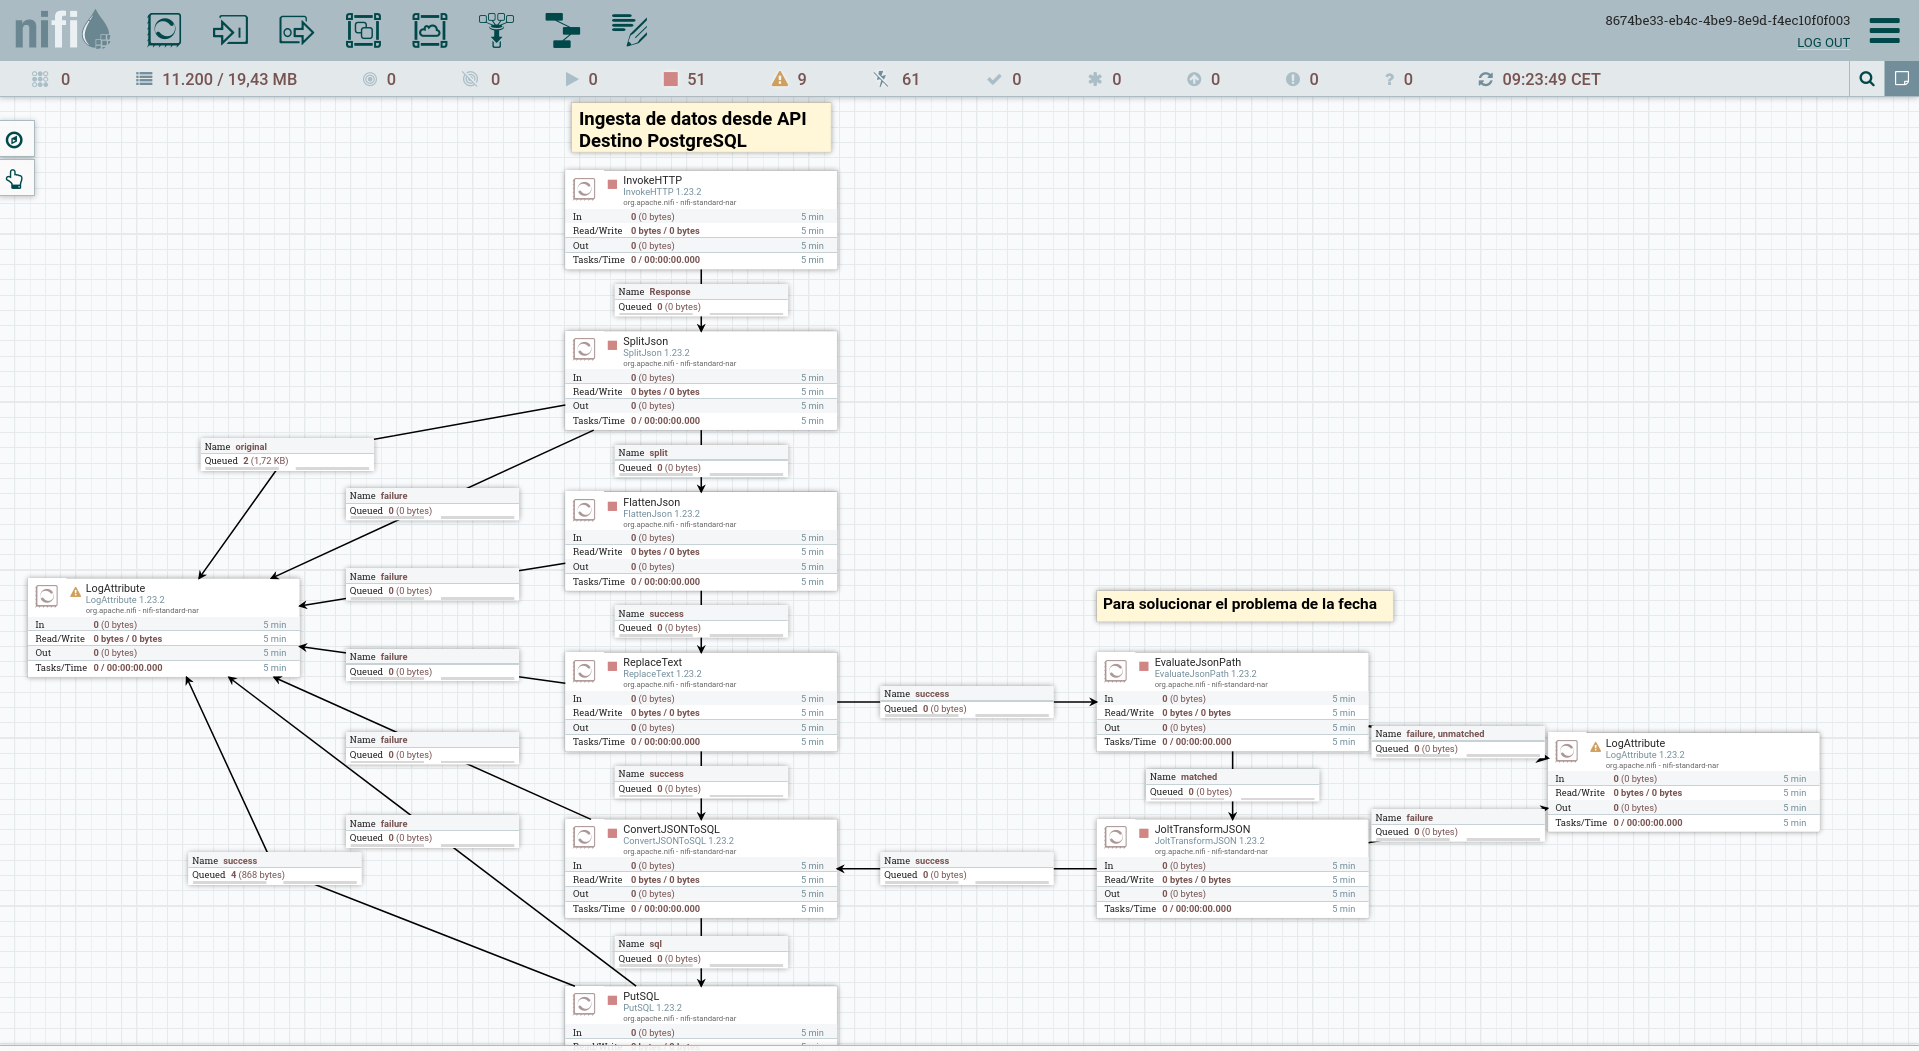 nifi
8674be33-eb4c-4be9-8e9d-f4ec10f0f003
LOG OUT
0
11.200 / 19,43 MB
0
0
0
51
9
61
0
0
0
0
? 0
09:23:49 CET
Ingesta de datos desde API
Destino PostgreSQL
InvokeHTTP
InvokeHTTP 1.23.2
org.apache.nifi - nifi-standard-nar
In 0 (0 bytes) 5 min
Read/Write 0 bytes / 0 bytes 5 min
Out 0 (0 bytes) 5 min
Tasks/Time 0 / 00:00:00.000 5 min
Name Response
Queued 0 (0 bytes)
SplitJson
SplitJson 1.23.2
org.apache.nifi - nifi-standard-nar
In 0 (0 bytes) 5 min
Read/Write 0 bytes / 0 bytes 5 min
Out 0 (0 bytes) 5 min
Tasks/Time 0 / 00:00:00.000 5 min
Name original
Queued 2 (1,72 KB)
Name split
Queued 0 (0 bytes)
Name failure
Queued 0 (0 bytes)
FlattenJson
FlattenJson 1.23.2
org.apache.nifi - nifi-standard-nar
In 0 (0 bytes) 5 min
Read/Write 0 bytes / 0 bytes 5 min
Out 0 (0 bytes) 5 min
Tasks/Time 0 / 00:00:00.000 5 min
Name failure
Queued 0 (0 bytes)
LogAttribute
LogAttribute 1.23.2
org.apache.nifi - nifi-standard-nar
In 0 (0 bytes) 5 min
Read/Write 0 bytes / 0 bytes 5 min
Out 0 (0 bytes) 5 min
Tasks/Time 0 / 00:00:00.000 5 min
Name success
Queued 0 (0 bytes)
Para solucionar el problema de la fecha
Name failure
Queued 0 (0 bytes)
ReplaceText
ReplaceText 1.23.2
org.apache.nifi - nifi-standard-nar
In 0 (0 bytes) 5 min
Read/Write 0 bytes / 0 bytes 5 min
Out 0 (0 bytes) 5 min
Tasks/Time 0 / 00:00:00.000 5 min
Name success
Queued 0 (0 bytes)
EvaluateJsonPath
EvaluateJsonPath 1.23.2
org.apache.nifi - nifi-standard-nar
In 0 (0 bytes) 5 min
Read/Write 0 bytes / 0 bytes 5 min
Out 0 (0 bytes) 5 min
Tasks/Time 0 / 00:00:00.000 5 min
Name failure, unmatched
Queued 0 (0 bytes)
LogAttribute
LogAttribute 1.23.2
org.apache.nifi - nifi-standard-nar
In 0 (0 bytes) 5 min
Read/Write 0 bytes / 0 bytes 5 min
Out 0 (0 bytes) 5 min
Tasks/Time 0 / 00:00:00.000 5 min
Name failure
Queued 0 (0 bytes)
Name success
Queued 0 (0 bytes)
Name matched
Queued 0 (0 bytes)
Name failure
Queued 0 (0 bytes)
Name failure
Queued 0 (0 bytes)
ConvertJSONToSQL
ConvertJSONToSQL 1.23.2
org.apache.nifi - nifi-standard-nar
In 0 (0 bytes) 5 min
Read/Write 0 bytes / 0 bytes 5 min
Out 0 (0 bytes) 5 min
Tasks/Time 0 / 00:00:00.000 5 min
Name success
Queued 0 (0 bytes)
JoltTransformJSON
JoltTransformJSON 1.23.2
org.apache.nifi - nifi-standard-nar
In 0 (0 bytes) 5 min
Read/Write 0 bytes / 0 bytes 5 min
Out 0 (0 bytes) 5 min
Tasks/Time 0 / 00:00:00.000 5 min
Name success
Queued 4 (868 bytes)
Name sql
Queued 0 (0 bytes)
PutSQL
PutSQL 1.23.2
org.apache.nifi - nifi-standard-nar
In 0 (0 bytes) 5 min